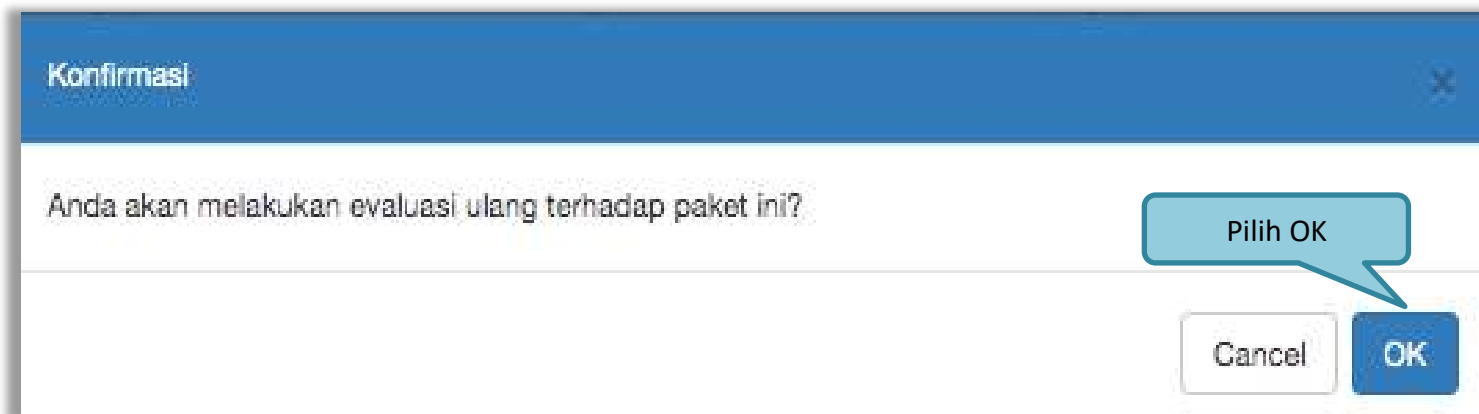 Konfirmasi
×
Anda akan melakukan evaluasi ulang terhadap paket ini?
Pilih OK
Cancel
OK